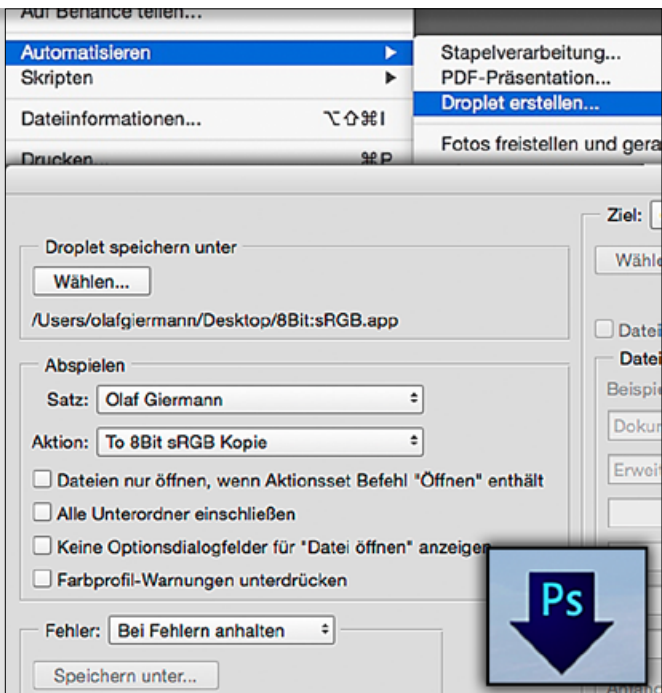 Auf Behance teilen...
Automatisieren
Skripten
Dateiinformationen... ⌥⇧⌘I
Drucken... ⌘P
Stapelverarbeitung...
PDF-Präsentation...
Droplet erstellen...
Fotos freistellen und gera
Droplet speichern unter
Wählen...
/Users/olafgiermann/Desktop/8Bit:sRGB.app
Abspielen
Satz: Olaf Giermann
Aktion: To 8Bit sRGB Kopie
Dateien nur öffnen, wenn Aktionsset Befehl "Öffnen" enthält
Alle Unterordner einschließen
Keine Optionsdialogfelder für "Datei öffnen" anzeigen
Farbprofil-Warnungen unterdrücken
Fehler: Bei Fehlern anhalten
Speichern unter...
Ziel:
Wähle
Datei
Datei
Beispie
Dokun
Erweit
Ps